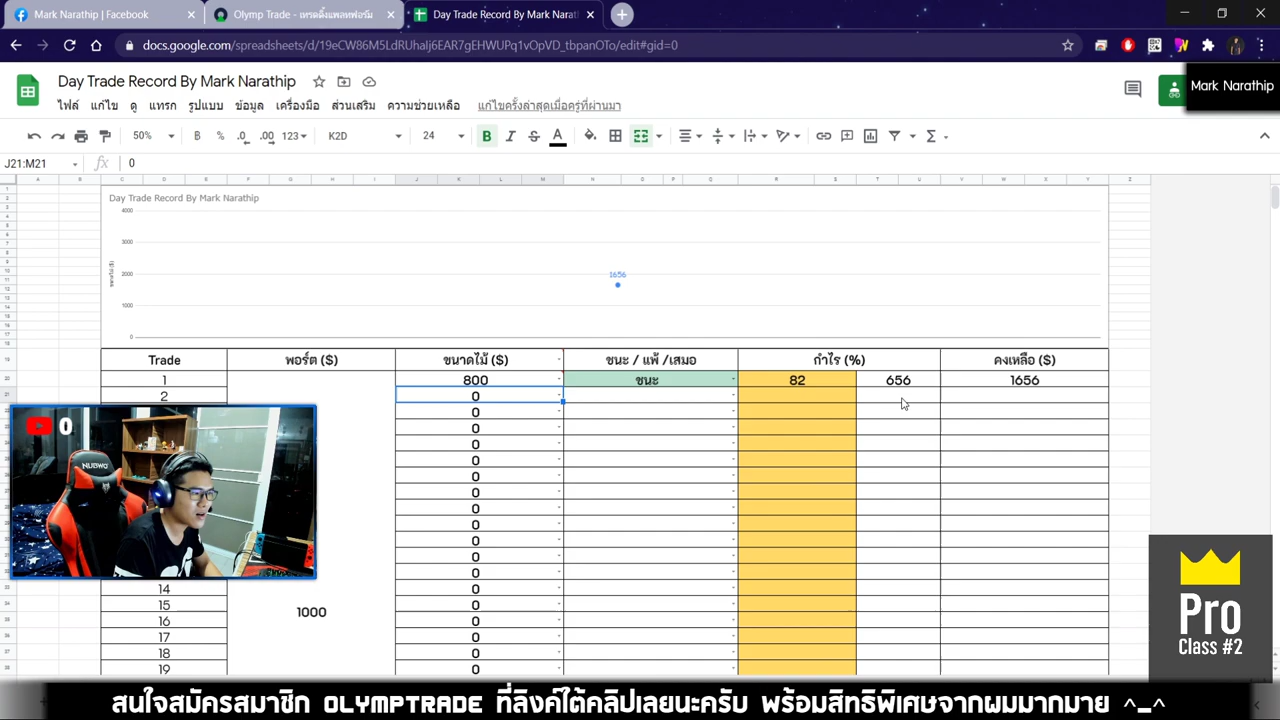 Mark Narathip | Facebook
Olymp Trade - เทรดดิ้งแพลทฟอร์ม
Day Trade Record By Mark Narat
docs.google.com/spreadsheets/d/19eCW86M5LdRUhaIj6EAR7gEHWUPq1vOpVD_tbpanOTo/edit#gid=0
Day Trade Record By Mark Narathip
Mark Narathip
ไฟล์ แก้ไข ดู แทรก รูปแบบ ข้อมูล เครื่องมือ ส่วนเสริม ความช่วยเหลือ แก้ไขครั้งล่าสุดเมื่อครู่ที่ผ่านมา
50% ฿ % .0 .00 123 K2D 24 B I S A Σ
J21:M21 fx 0
Day Trade Record By Mark Narathip
4000
3000
2000
1000
0
1656
Trade พอร์ต ($) ขนาดไม้ ($) ชนะ / แพ้ /เสมอ กำไร (%) คงเหลือ ($)
1 800 ชนะ 82 656 1656
2 0
0
0
0
0
0
0
0
0
0
0
0
14 0
15 1000 0
16 0
17 0
18 0
19 0
0
NUBWO
Pro
Class #2
สนใจสมัครสมาชิก OLYMPTRADE ที่ลิงค์ใต้คลิปเลยนะครับ พร้อมสิทธิพิเศษจากผมมากมาย ^_^